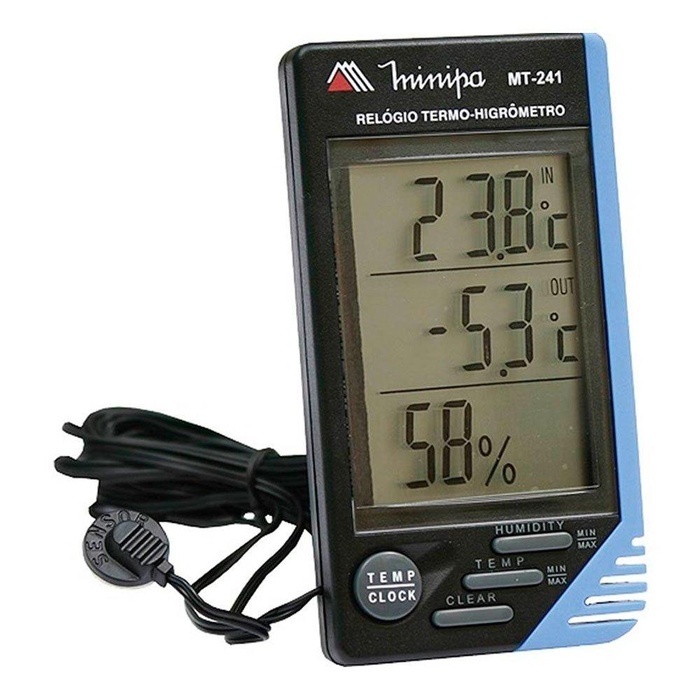 Minipa MT-241
RELÓGIO TERMO-HIGRÔMETRO
IN
23.8°C
OUT
-5.3°C
58%
HUMIDITY MIN
MAX
TEMP MIN
MAX
CLEAR
TEMP
CLOCK
SENSOR